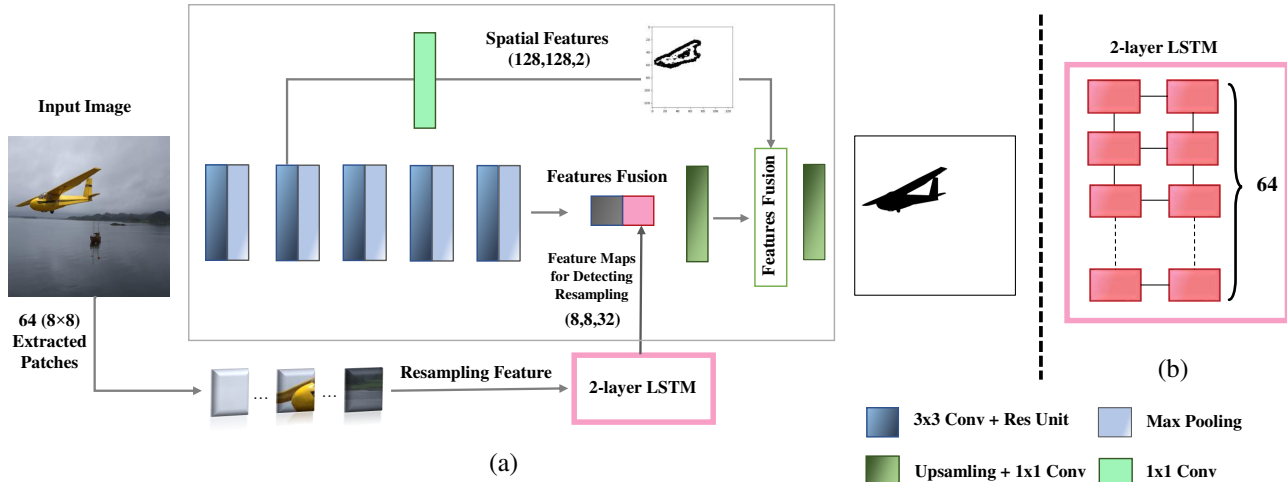 Input Image
64 (8×8)
Extracted
Patches
Spatial Features
(128,128,2)
Features Fusion
Feature Maps
for Detecting
Resampling
(8,8,32)
Features Fusion
Resampling Feature
2-layer LSTM
... ...
(a)
2-layer LSTM
64
(b)
3x3 Conv + Res Unit
Max Pooling
Upsamling + 1x1 Conv
1x1 Conv